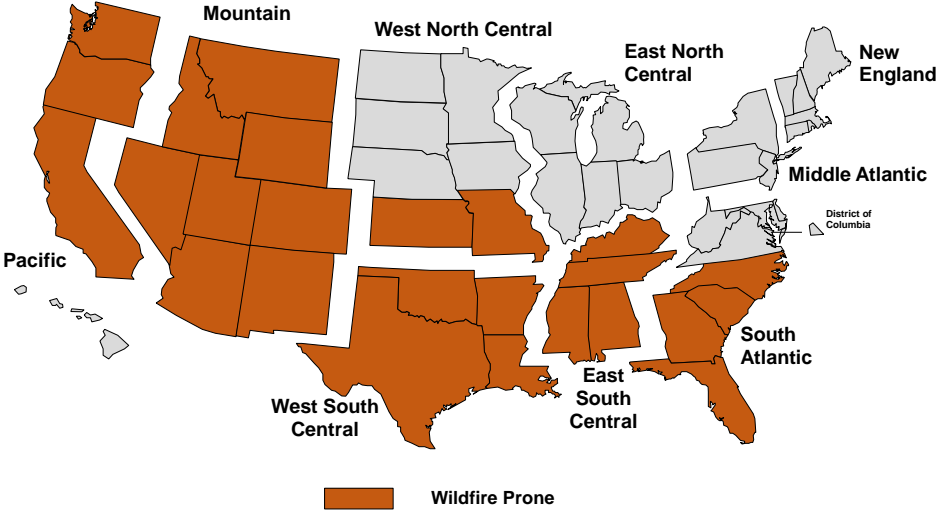 Mountain
West North Central
East North
Central
New
England
Middle Atlantic
District of
Columbia
Pacific
South
Atlantic
East
South
Central
West South
Central
Wildfire Prone